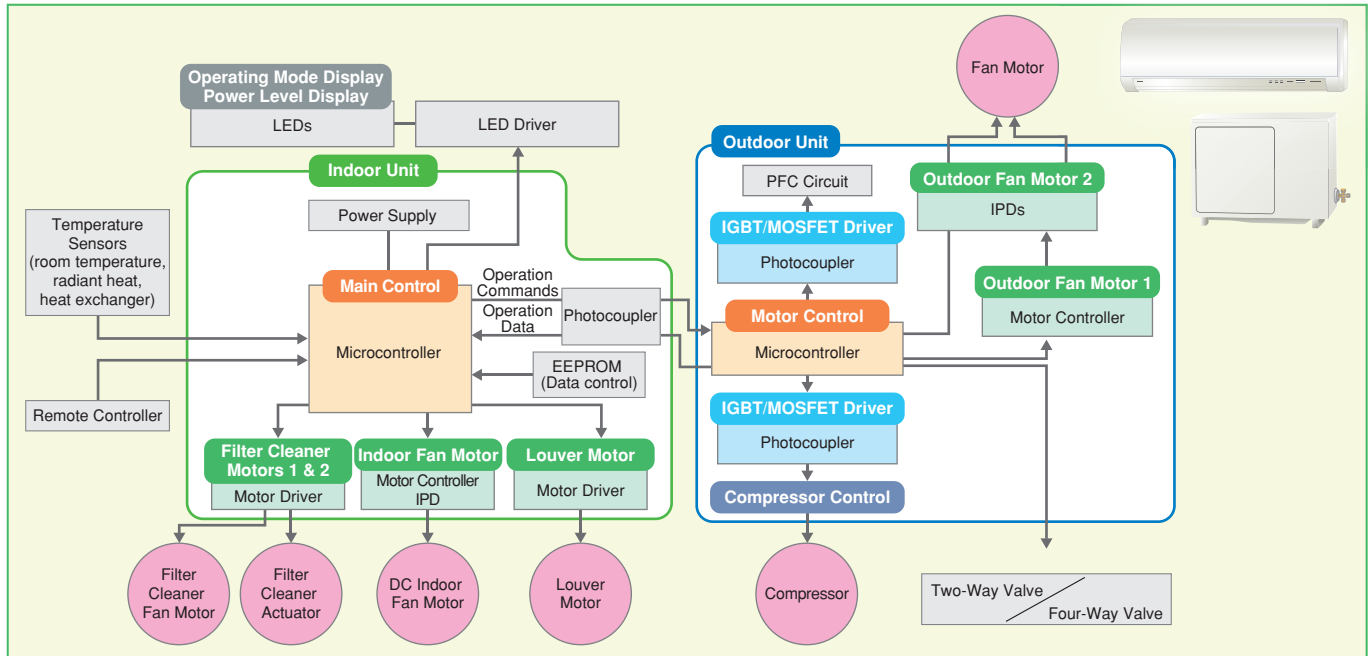 Operating Mode Display
Power Level Display
LEDs
LED Driver
Indoor Unit
Power Supply
Temperature
Sensors
(room temperature,
radiant heat,
heat exchanger)
Remote Controller
Main Control
Microcontroller
Operation
Commands
Operation
Data
Photocoupler
EEPROM
(Data control)
Filter Cleaner
Motors 1 & 2
Motor Driver
Indoor Fan Motor
Motor Controller
IPD
Louver Motor
Motor Driver
Filter
Cleaner
Fan Motor
Filter
Cleaner
Actuator
DC Indoor
Fan Motor
Louver
Motor
Fan Motor
Outdoor Unit
PFC Circuit
IGBT/MOSFET Driver
Photocoupler
Outdoor Fan Motor 2
IPDs
Outdoor Fan Motor 1
Motor Controller
Motor Control
Microcontroller
IGBT/MOSFET Driver
Photocoupler
Compressor Control
Compressor
Two-Way Valve
Four-Way Valve